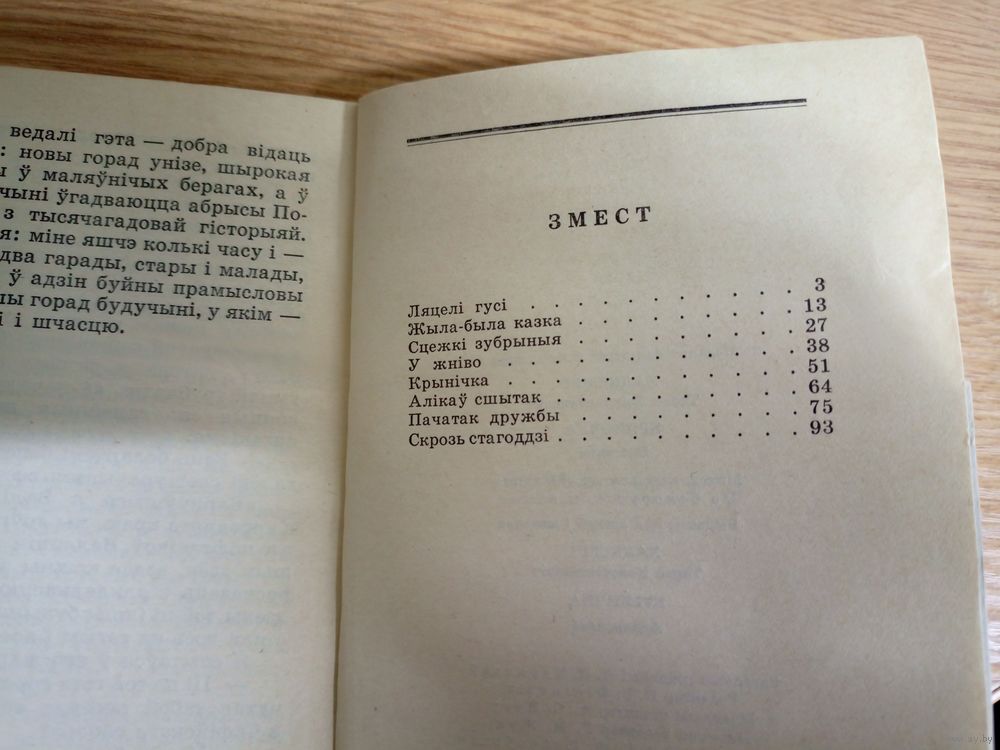 ведалі гэта — добра відаць
: новы горад унізе, шырокая
ў маляўнічых берагах, а ў
чыні ўгадваюцца абрысы По-
з тысячагадовай гісторыяй.
я: міне яшчэ колькі часу і —
два гарады, стары і малады,
ў адзін буйны прамысловы
горад будучыні, у якім —
і шчасцю.
ЗМЕСТ
Ляцелі гусі . . . . . . . . . . . 3
Жыла-была казка . . . . . . . . . 13
Сцежкі зубрыныя . . . . . . . . . 27
У жніво . . . . . . . . . . . 38
Крынічка . . . . . . . . . . . 51
Алікаў сшытак . . . . . . . . . 64
Пачатак дружбы . . . . . . . . . 75
Скрозь стагоддзі . . . . . . . . . 93